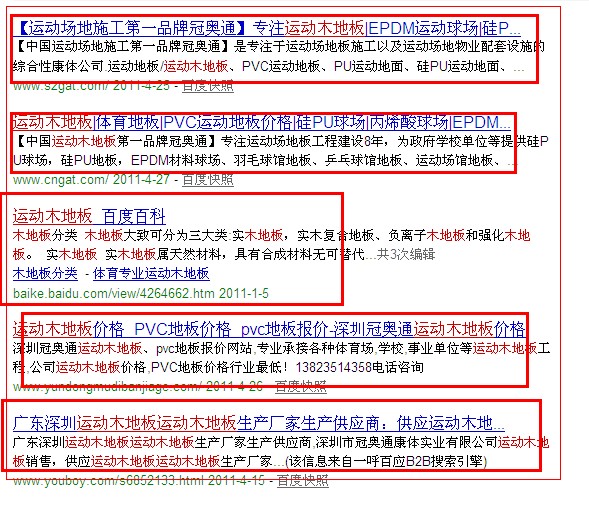 【运动场地施工第一品牌冠奥通】专注运动木地板|EPDM运动球场|硅P...
【中国运动场地施工第一品牌冠奥通】是专注于运动场地板施工以及运动场地物业配套设施的
综合性康体公司.运动地板/运动木地板、PVC运动地板、PU运动地面、硅PU运动地面、...
www.szgat.com/ 2011-4-25 - 百度快照
运动木地板|体育地板|PVC运动地板价格|硅PU球场|丙烯酸球场|EPDM...
【中国运动木地板第一品牌冠奥通】专注运动场地板工程建设8年，为政府学校单位等提供硅P
U球场，硅PU地板，EPDM材料球场、羽毛球馆地板、乒乓球馆地板、运动场馆地板、...
www.cngat.com/ 2011-4-27 - 百度快照
运动木地板_百度百科
木地板分类 木地板大致可分为三大类:实木地板，实木复合地板、负离子木地板和强化木地
板。 实木地板 实木地板属天然材料，具有合成材料无可替代...共3次编辑
木地板分类 - 体育专业运动木地板
baike.baidu.com/view/4264662.htm 2011-1-5
运动木地板价格_PVC地板价格_pvc地板报价-深圳冠奥通运动木地板价格
深圳冠奥通运动木地板、pvc地板报价网站,专业承接各种体育场,学校,事业单位等运动木地板工
程,公司运动木地板价格,PVC地板价格行业最低！13823514358电话咨询
www.yundongmudibanjiage.com/ 2011-4-26 - 百度快照
广东深圳运动木地板运动木地板生产厂家生产供应商：供应运动木地...
广东深圳运动木地板运动木地板生产厂家生产供应商,深圳市冠奥通康体实业有限公司运动木地
板销售，供应运动木地板运动木地板生产厂家...(该信息来自一呼百应B2B搜索引擎)
www.youboy.com/s6852133.html 2011-4-15 - 百度快照